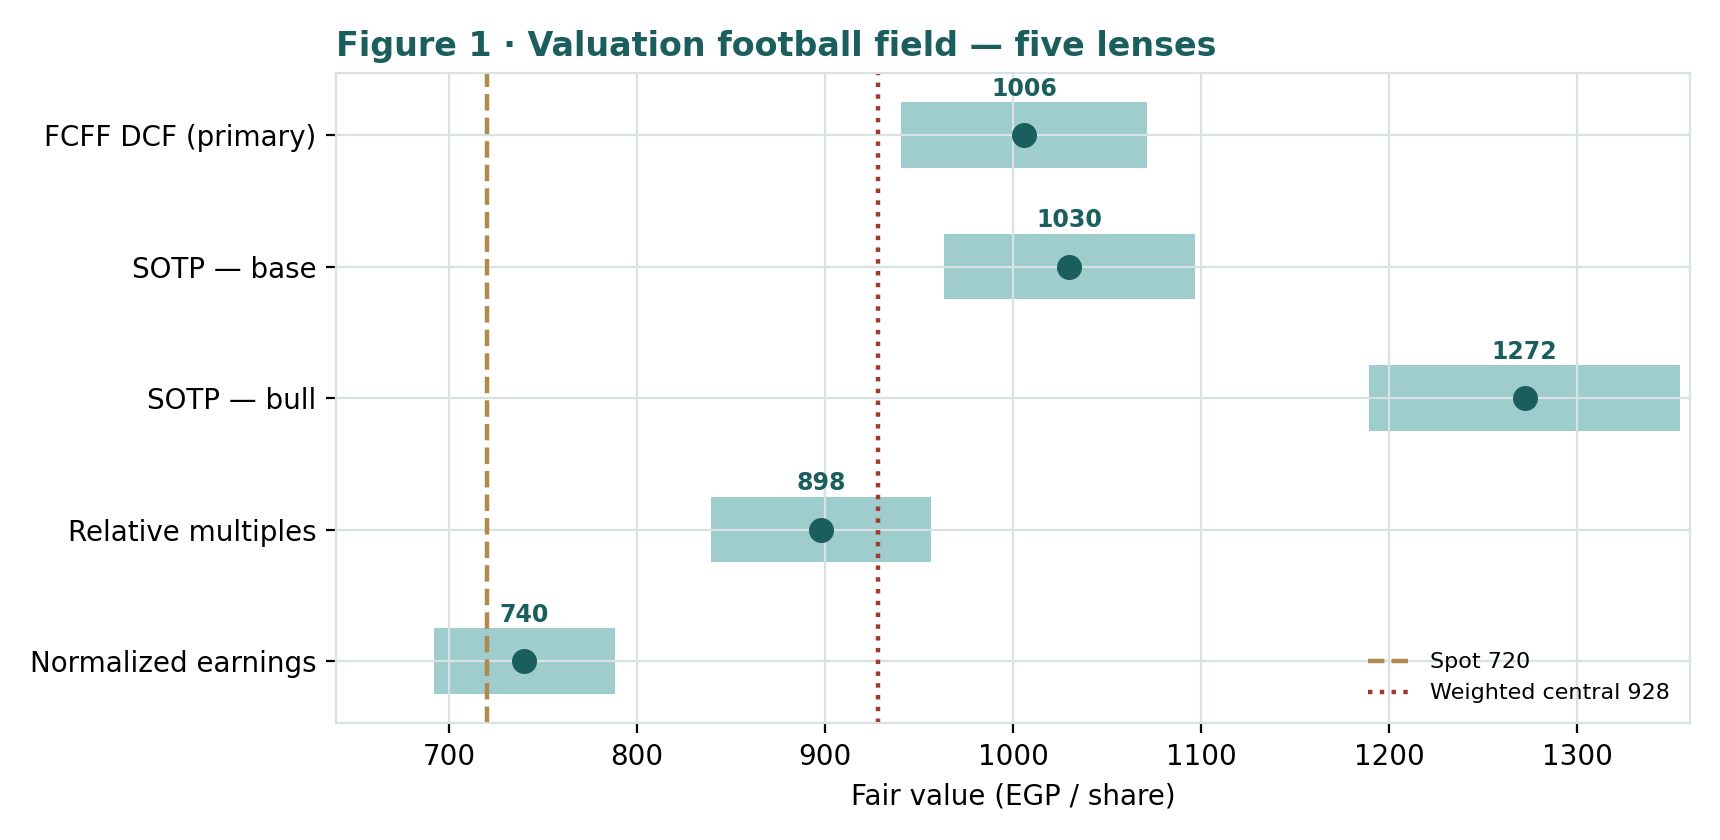 Figure 1 · Valuation football field — five lenses
FCFF DCF (primary)
1006
SOTP — base
1030
SOTP — bull
1272
Relative multiples
898
Normalized earnings
740
Spot 720
Weighted central 928
700 800 900 1000 1100 1200 1300
Fair value (EGP / share)